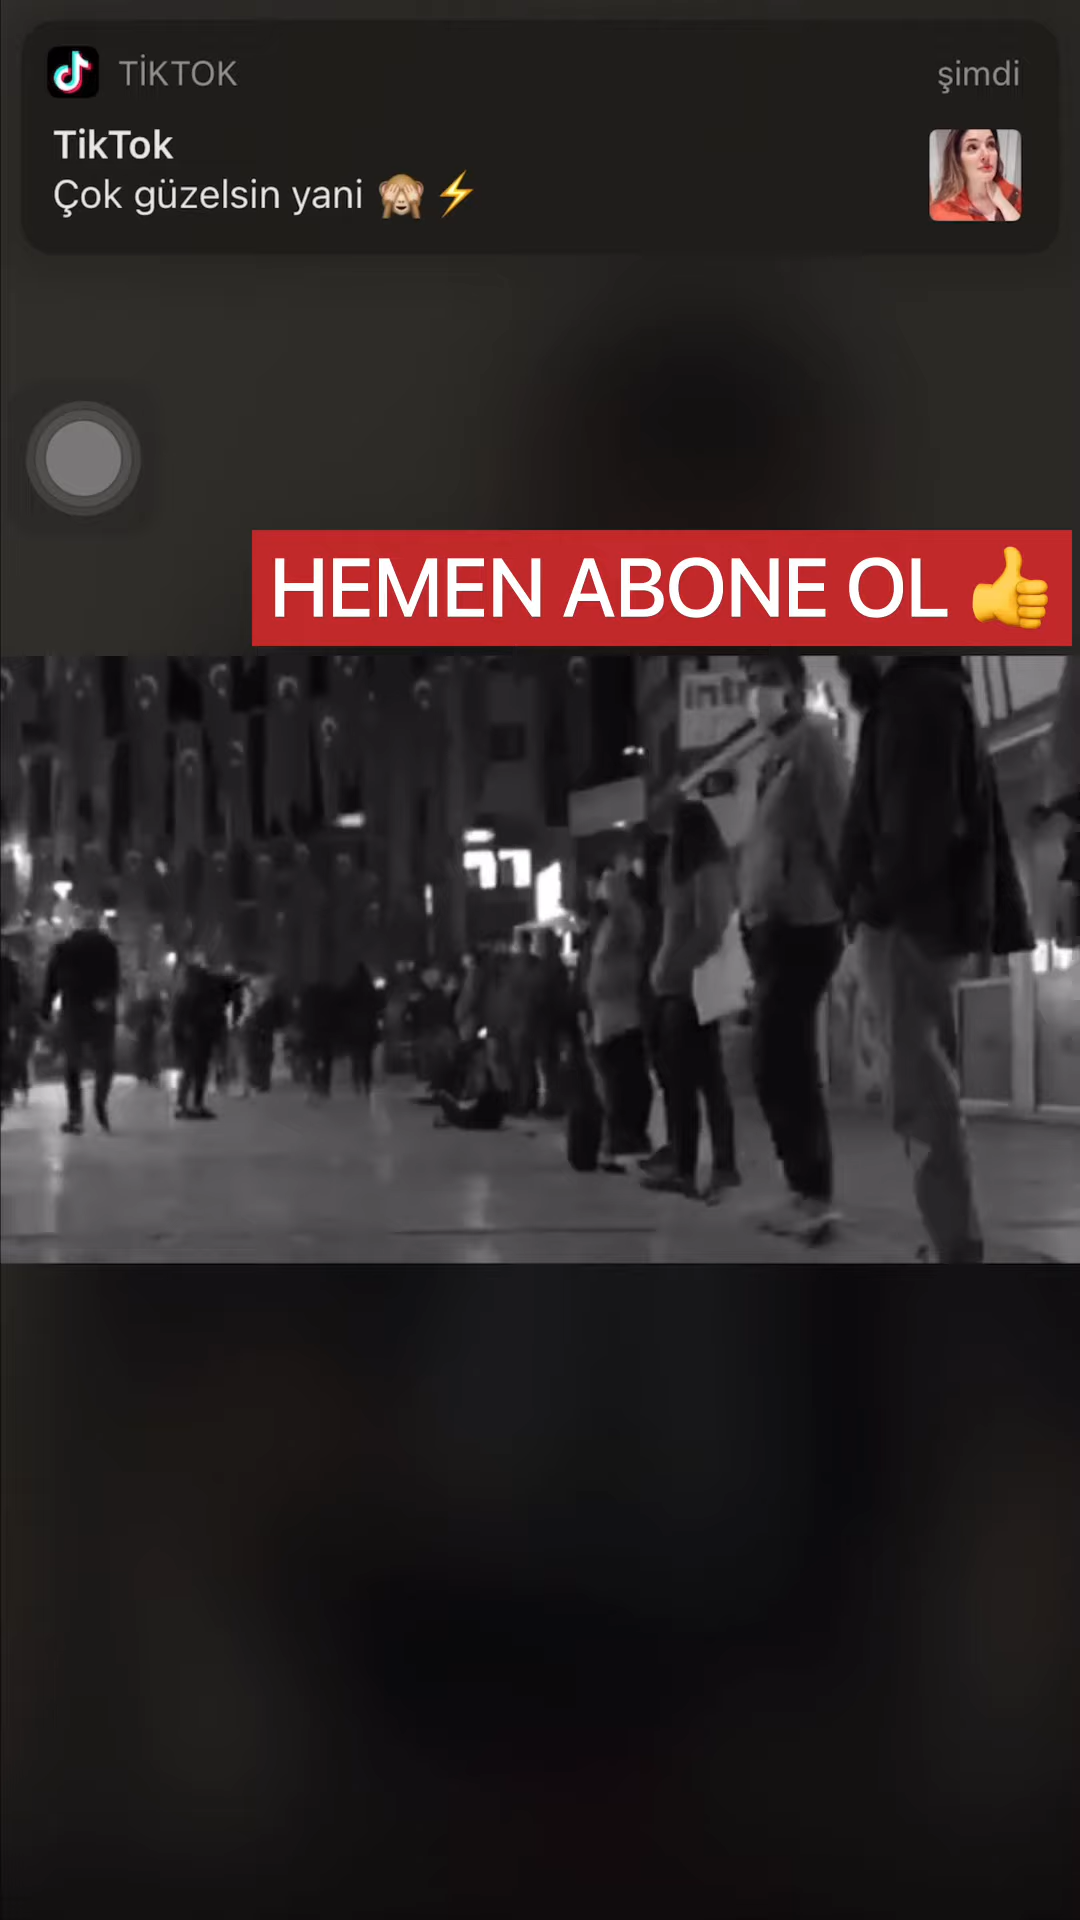 TİKTOK
şimdi
TikTok
Çok güzelsin yani 🙈⚡
HEMEN ABONE OL 👍